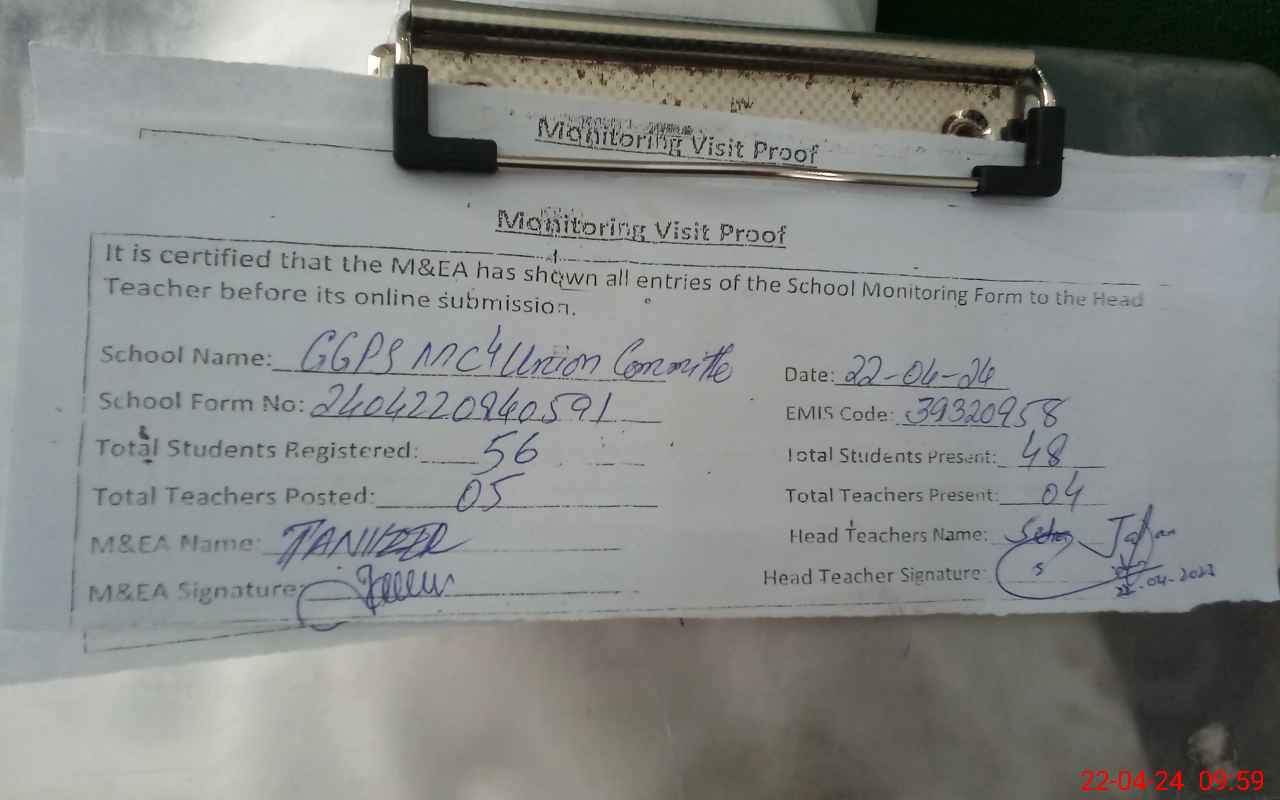 Monitoring Visit Proof
Monitoring Visit Proof
It is certified that the M&EA has shown all entries of the School Monitoring Form to the Head
Teacher before its online submission.
School Name: GGPS MC4 Union Committe Date: 22-04-24
School Form No: 2404220940591 EMIS Code: 39320958
Total Students Registered: 56 Total Students Present: 48
Total Teachers Posted: 05 Total Teachers Present: 04
M&EA Name: Head Teachers Name:
M&EA Signature: Head Teacher Signature:
22-04-24 09:59